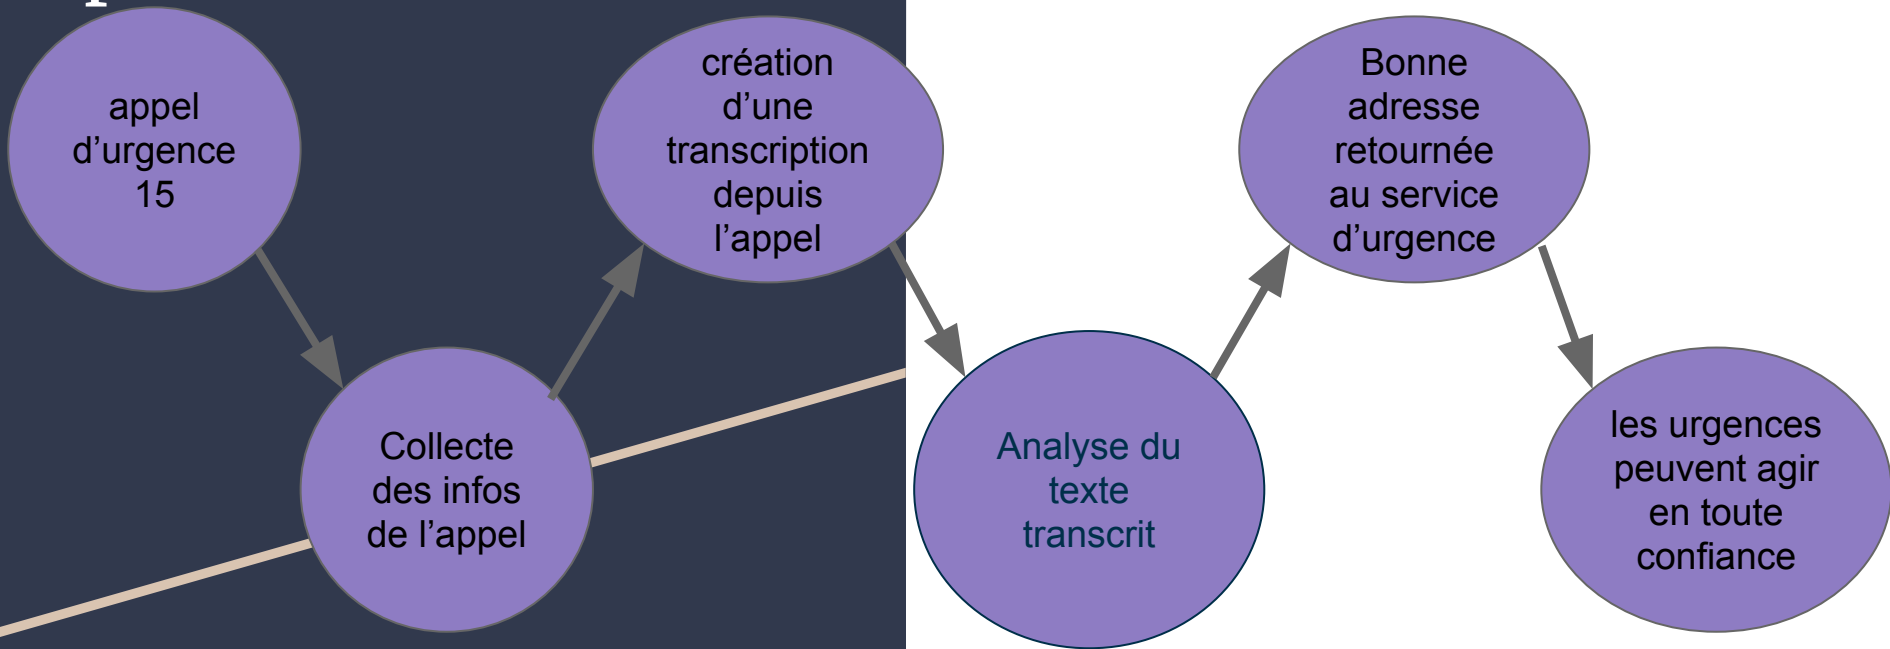 appel
d’urgence
15
Collecte
des infos
de l’appel
création
d’une
transcription
depuis
l’appel
Analyse du
texte
transcrit
Bonne
adresse
retournée
au service
d’urgence
les urgences
peuvent agir
en toute
confiance